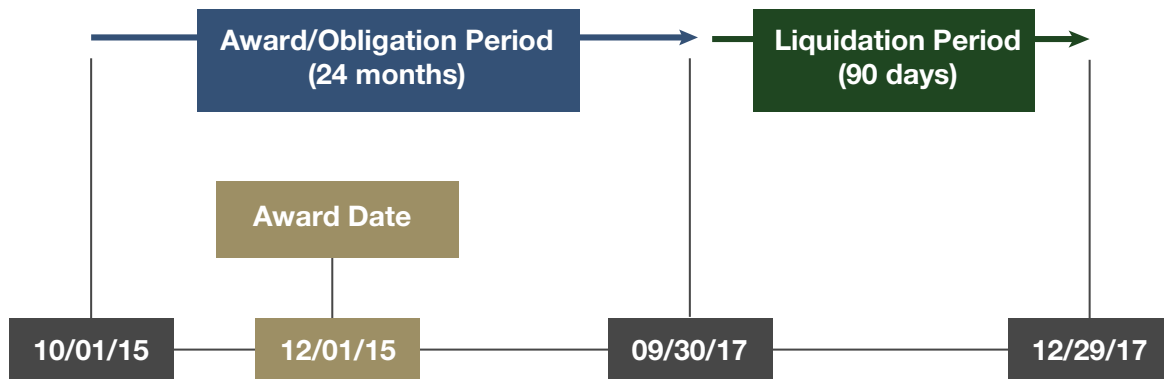 Award/Obligation Period
(24 months)
Liquidation Period
(90 days)
Award Date
10/01/15
12/01/15
09/30/17
12/29/17